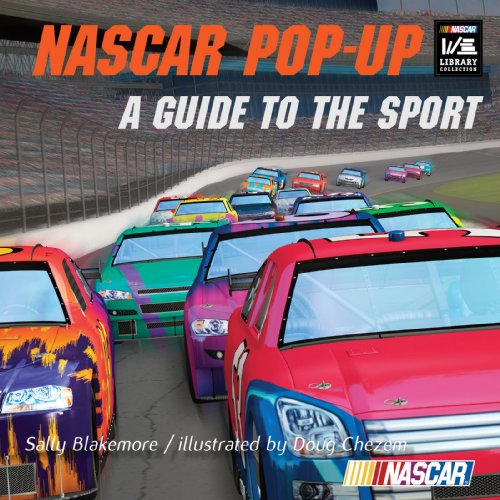 NASCAR POP-UP
NASCAR
LIBRARY
COLLECTION
A GUIDE TO THE SPORT
Sally Blakemore / illustrated by Doug Chezem
NASCAR